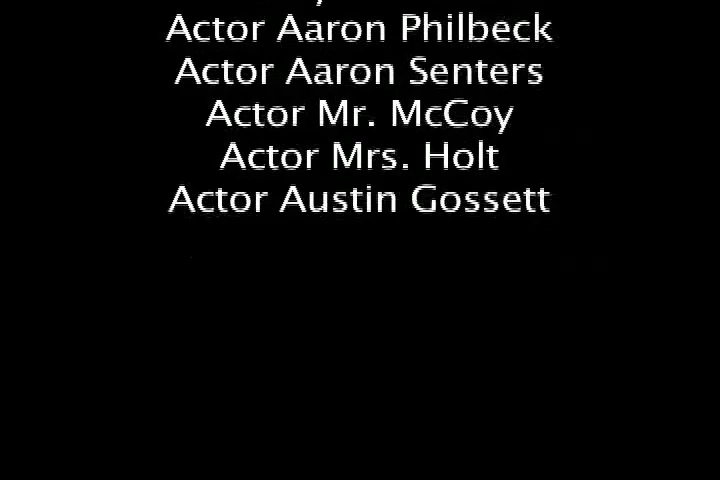 Actor Aaron Philbeck
Actor Aaron Senters
Actor Mr. McCoy
Actor Mrs. Holt
Actor Austin Gossett